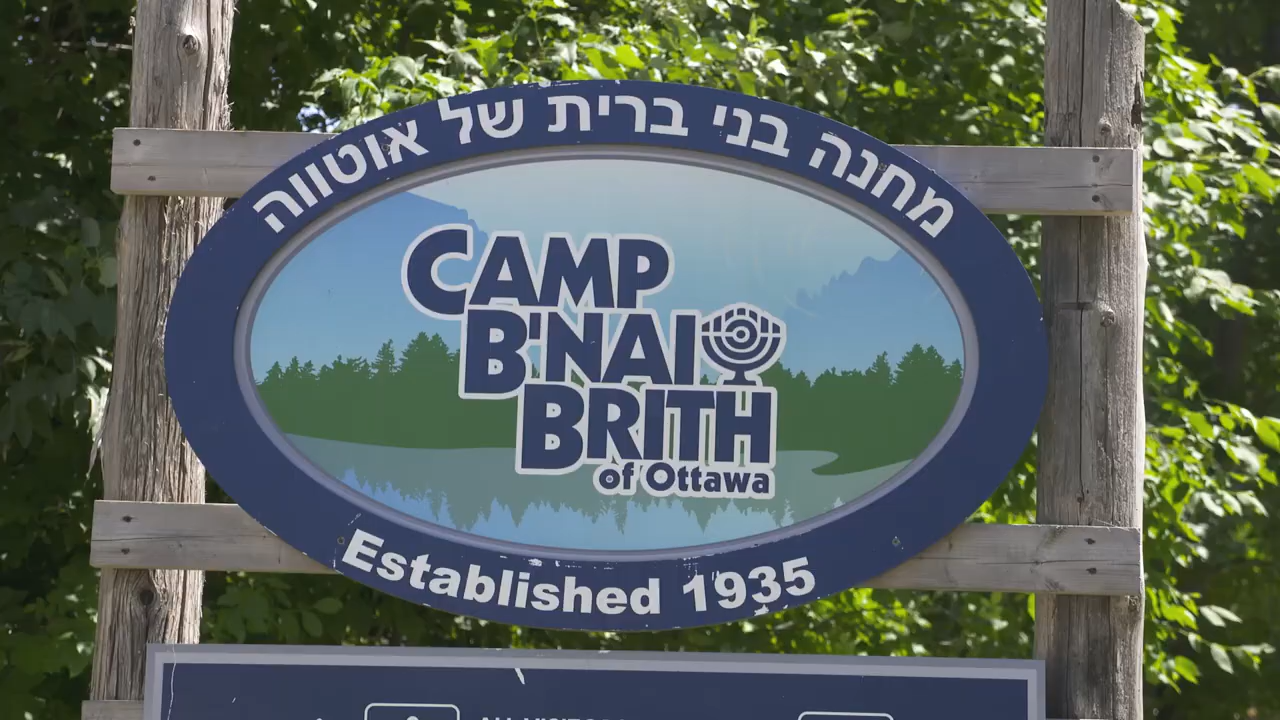 מחנה בני ברית של אוטווה
CAMP
B'NAI
BRITH
of Ottawa
Established 1935